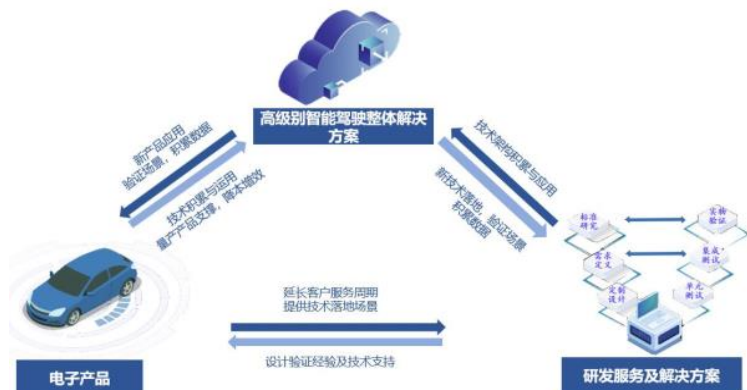 高级别智能驾驶整体解决
方案
新产品应用
验证场景，积累数据
技术积累与运用
量产产品支撑，降本增效
技术架构积累与应用
新技术落地，验证场景
积累数据
标准
研究
实物
验证
需求
定义
集成、
测试
定制
设计
单元
测试
延长客户服务周期
提供技术落地场景
设计验证经验及技术支持
电子产品
研发服务及解决方案